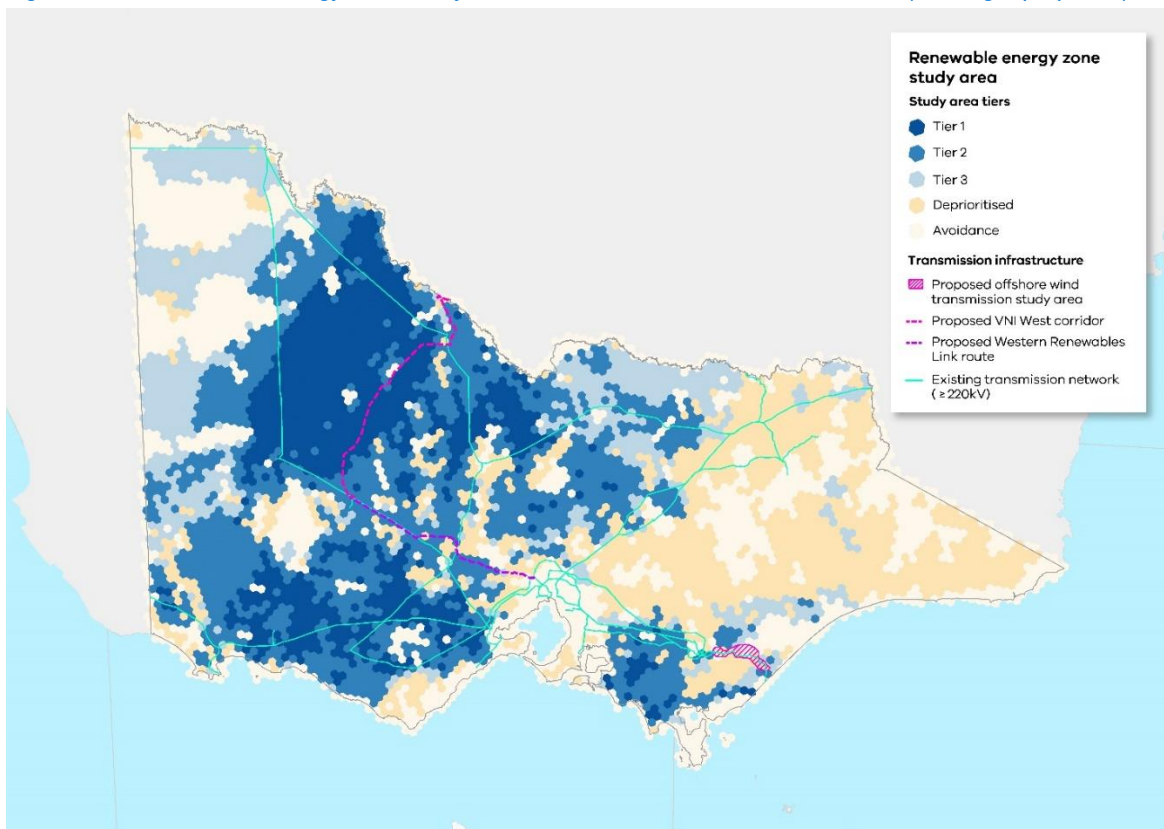 Renewable energy zone
study area
Study area tiers
Tier 1
Tier 2
Tier 3
Deprioritised
Avoidance
Transmission infrastructure
Proposed offshore wind
transmission study area
Proposed VNI West corridor
Proposed Western Renewables
Link route
Existing transmission network
(≥220kV)